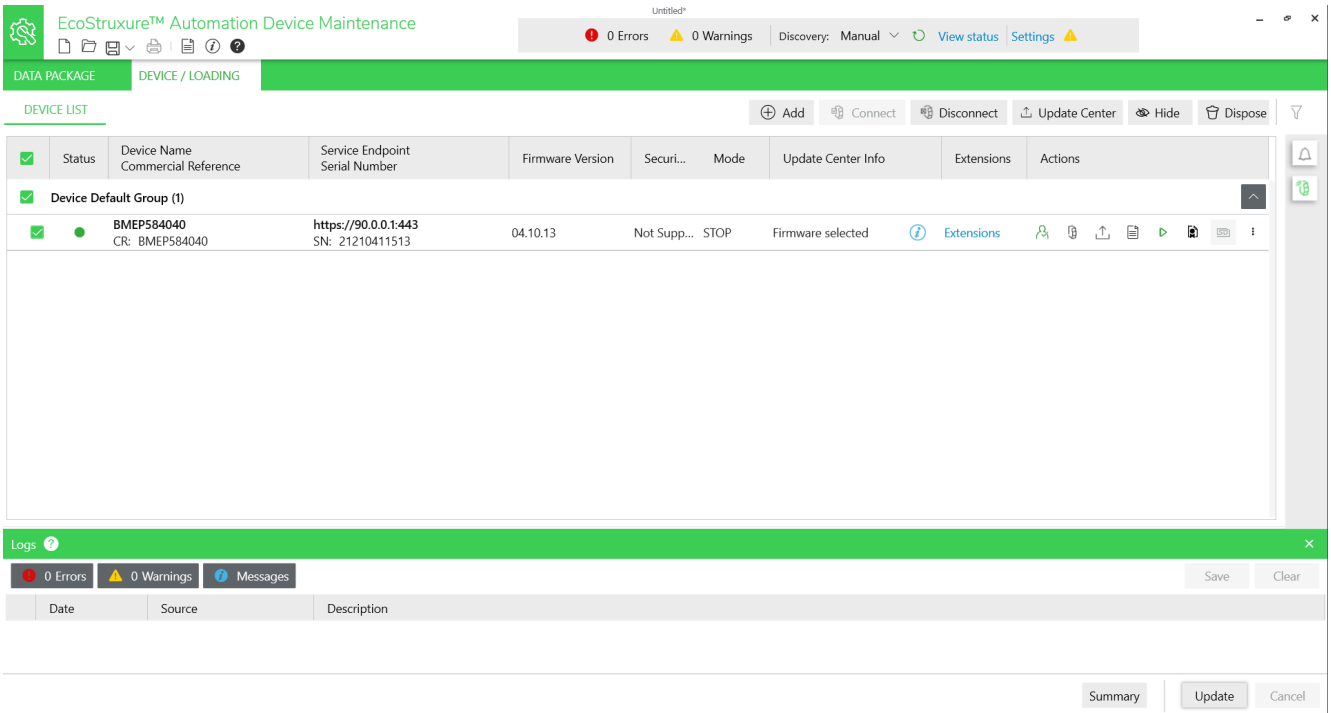 Untitled*
EcoStruxure™ Automation Device Maintenance
0 Errors 0 Warnings Discovery: Manual View status Settings
DATA PACKAGE DEVICE / LOADING
DEVICE LIST
Add Connect Disconnect Update Center Hide Dispose
Status Device Name Commercial Reference Service Endpoint Serial Number Firmware Version Securi... Mode Update Center Info Extensions Actions
Device Default Group (1)
BMEP584040 https://90.0.0.1:443
CR: BMEP584040 SN: 21210411513 04.10.13 Not Supp... STOP Firmware selected Extensions
Logs
0 Errors 0 Warnings Messages Save Clear
Date Source Description
Summary Update Cancel